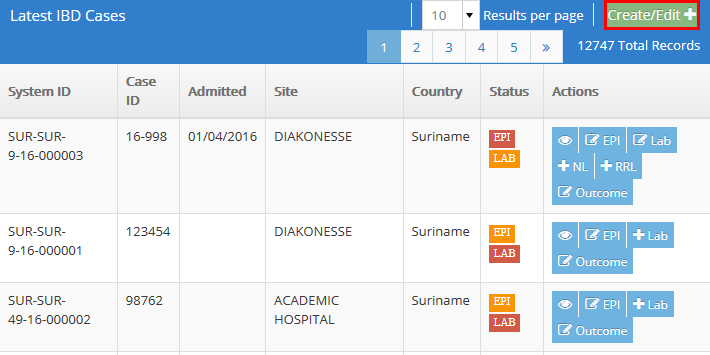 Latest IBD Cases 10 Results per page Create/Edit
1 2 3 4 5 » 12747 Total Records
System ID Case ID Admitted Site Country Status Actions
SUR-SUR-
9-16-000003 16-998 01/04/2016 DIAKONESSE Suriname EPI
LAB
EPI Lab
NL RRL
Outcome
SUR-SUR-
9-16-000001 123454 DIAKONESSE Suriname EPI
LAB
EPI Lab
Outcome
SUR-SUR-
49-16-000002 98762 ACADEMIC
HOSPITAL Suriname EPI
LAB
EPI Lab
Outcome